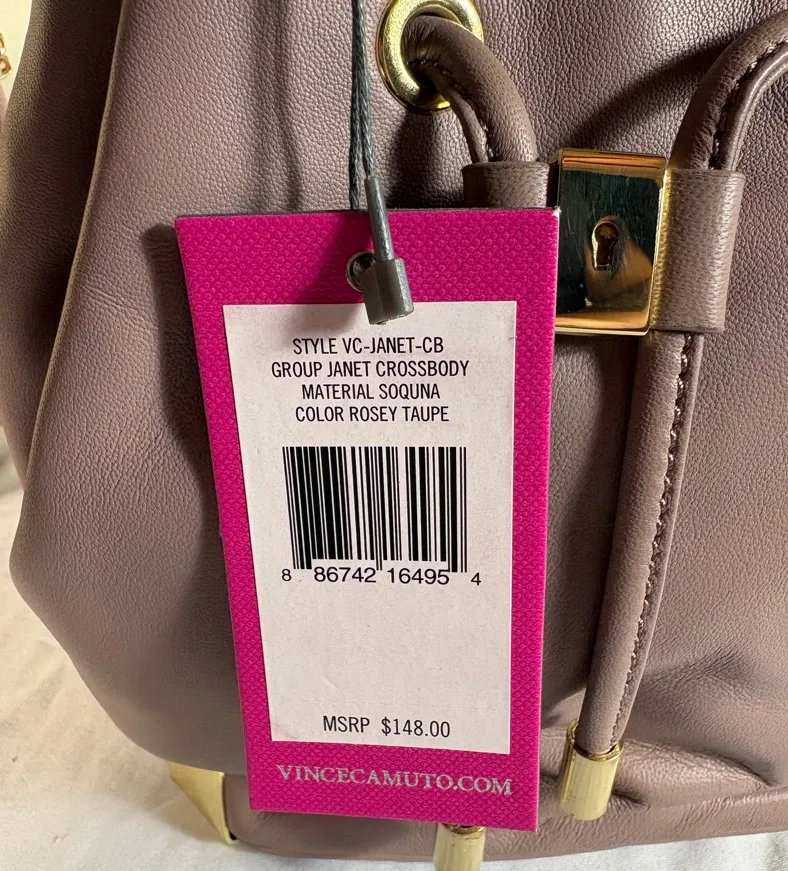 STYLE VC-JANET-CB
GROUP JANET CROSSBODY
MATERIAL SOQUNA
COLOR ROSEY TAUPE
8 86742 16495 4
MSRP $148.00
VINCECAMUTO.COM